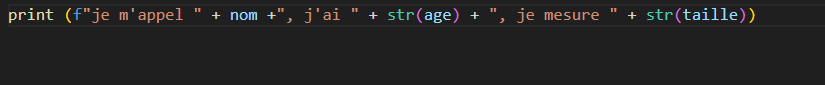 print (f"je m'appel " + nom +", j'ai " + str(age) + ", je mesure " + str(taille))